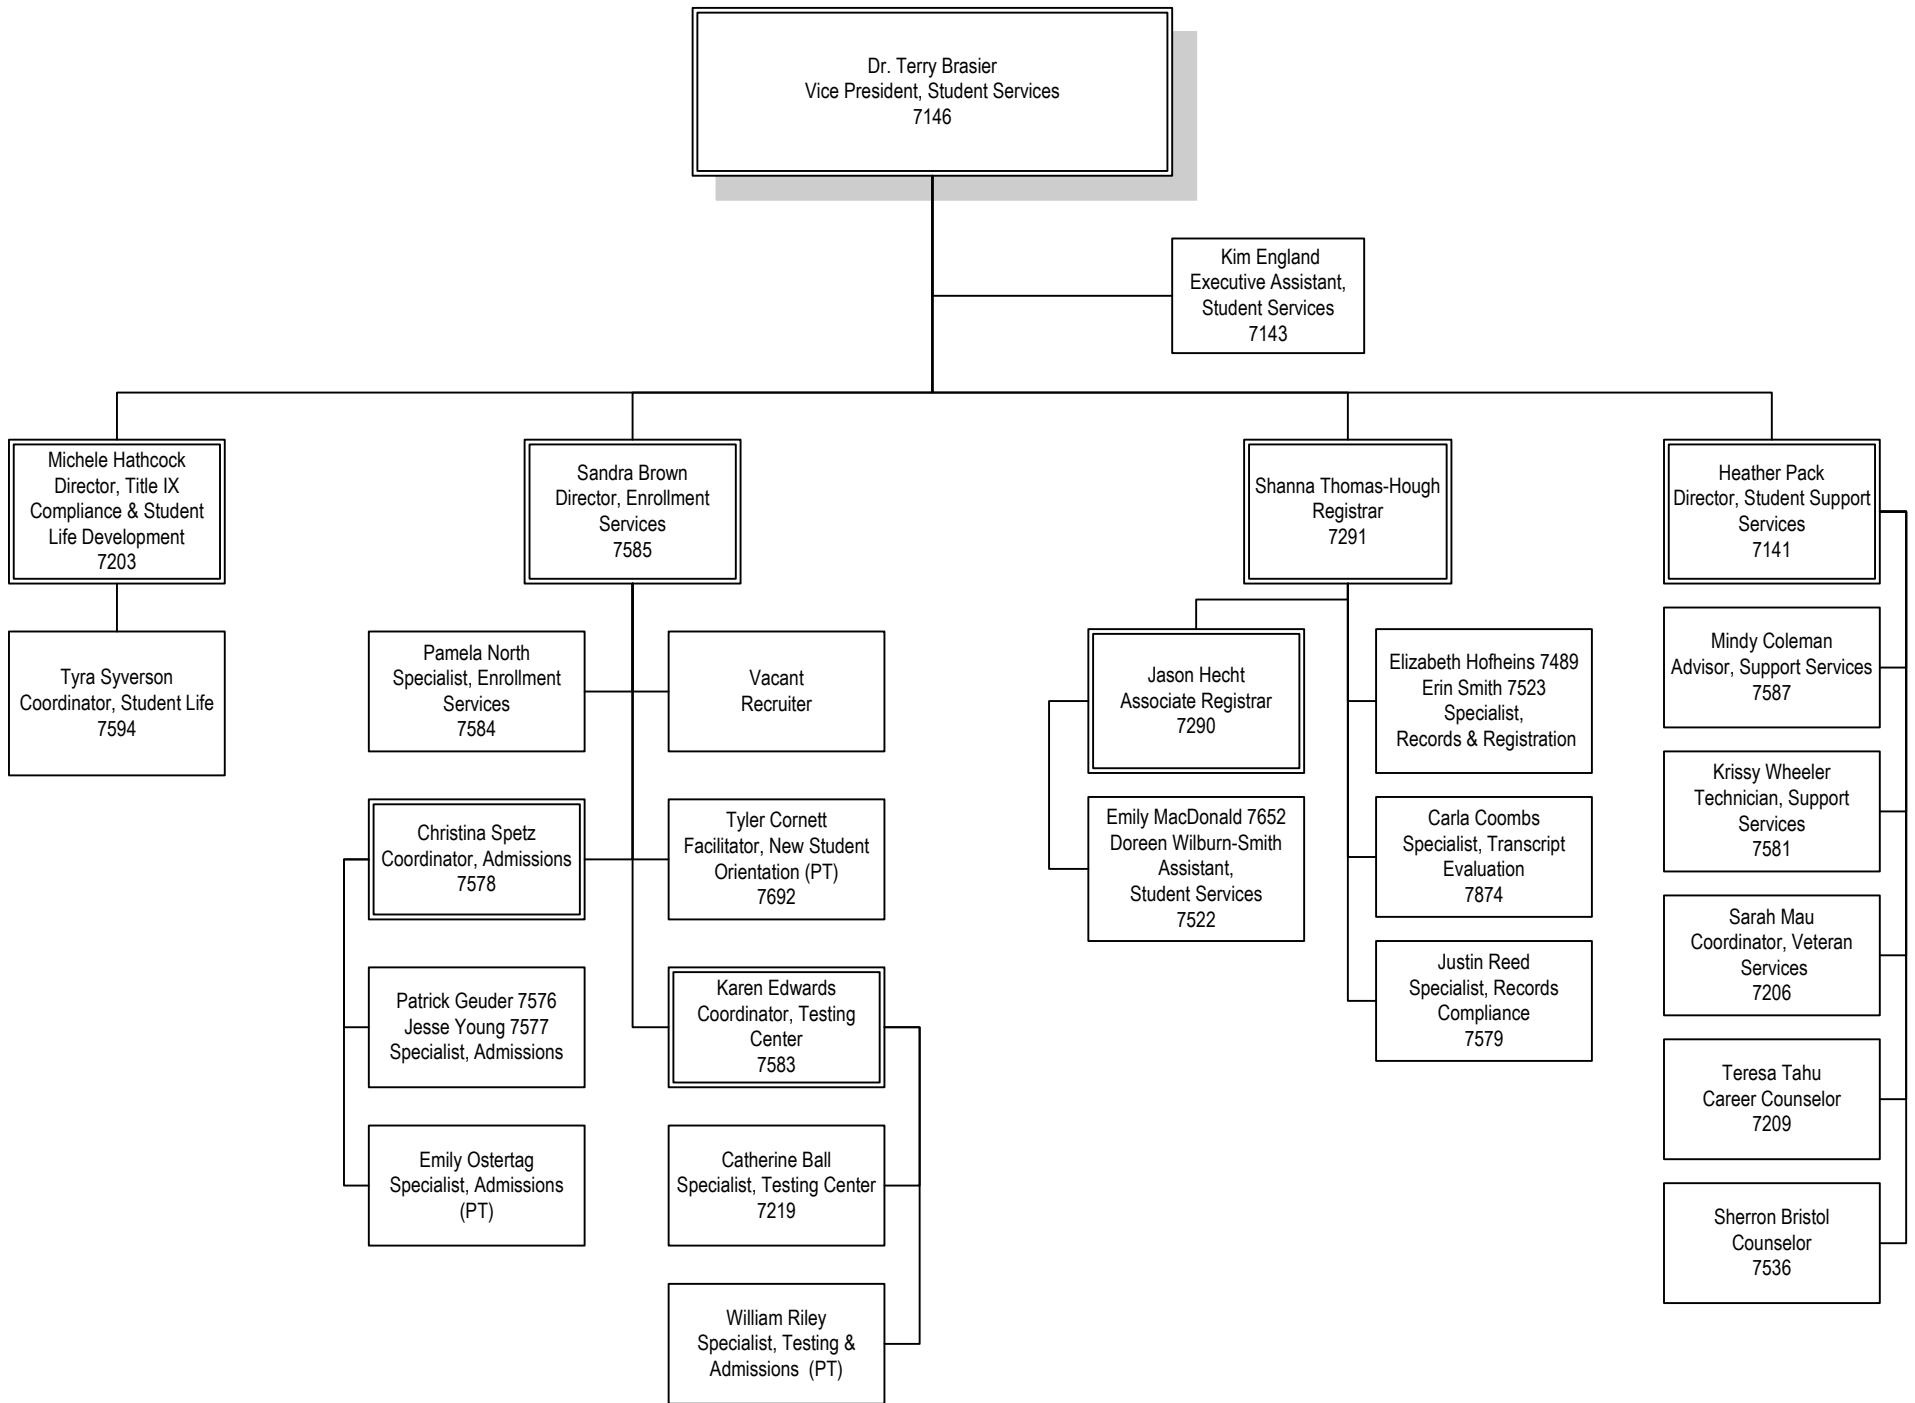 Dr. Terry Brasier
Vice President, Student Services
7146
Kim England
Executive Assistant,
Student Services
7143
Michele Hathcock
Director, Title IX
Compliance & Student
Life Development
7203
Tyra Syverson
Coordinator, Student Life
7594
Sandra Brown
Director, Enrollment
Services
7585
Pamela North
Specialist, Enrollment
Services
7584
Vacant
Recruiter
Christina Spetz
Coordinator, Admissions
7578
Tyler Cornett
Facilitator, New Student
Orientation (PT)
7692
Patrick Geuder 7576
Jesse Young 7577
Specialist, Admissions
Karen Edwards
Coordinator, Testing
Center
7583
Emily Ostertag
Specialist, Admissions
(PT)
Catherine Ball
Specialist, Testing Center
7219
William Riley
Specialist, Testing &
Admissions (PT)
Shanna Thomas-Hough
Registrar
7291
Jason Hecht
Associate Registrar
7290
Emily MacDonald 7652
Doreen Wilburn-Smith
Assistant,
Student Services
7522
Elizabeth Hofheins 7489
Erin Smith 7523
Specialist,
Records & Registration
Carla Coombs
Specialist, Transcript
Evaluation
7874
Justin Reed
Specialist, Records
Compliance
7579
Heather Pack
Director, Student Support
Services
7141
Mindy Coleman
Advisor, Support Services
7587
Krissy Wheeler
Technician, Support
Services
7581
Sarah Mau
Coordinator, Veteran
Services
7206
Teresa Tahu
Career Counselor
7209
Sherron Bristol
Counselor
7536